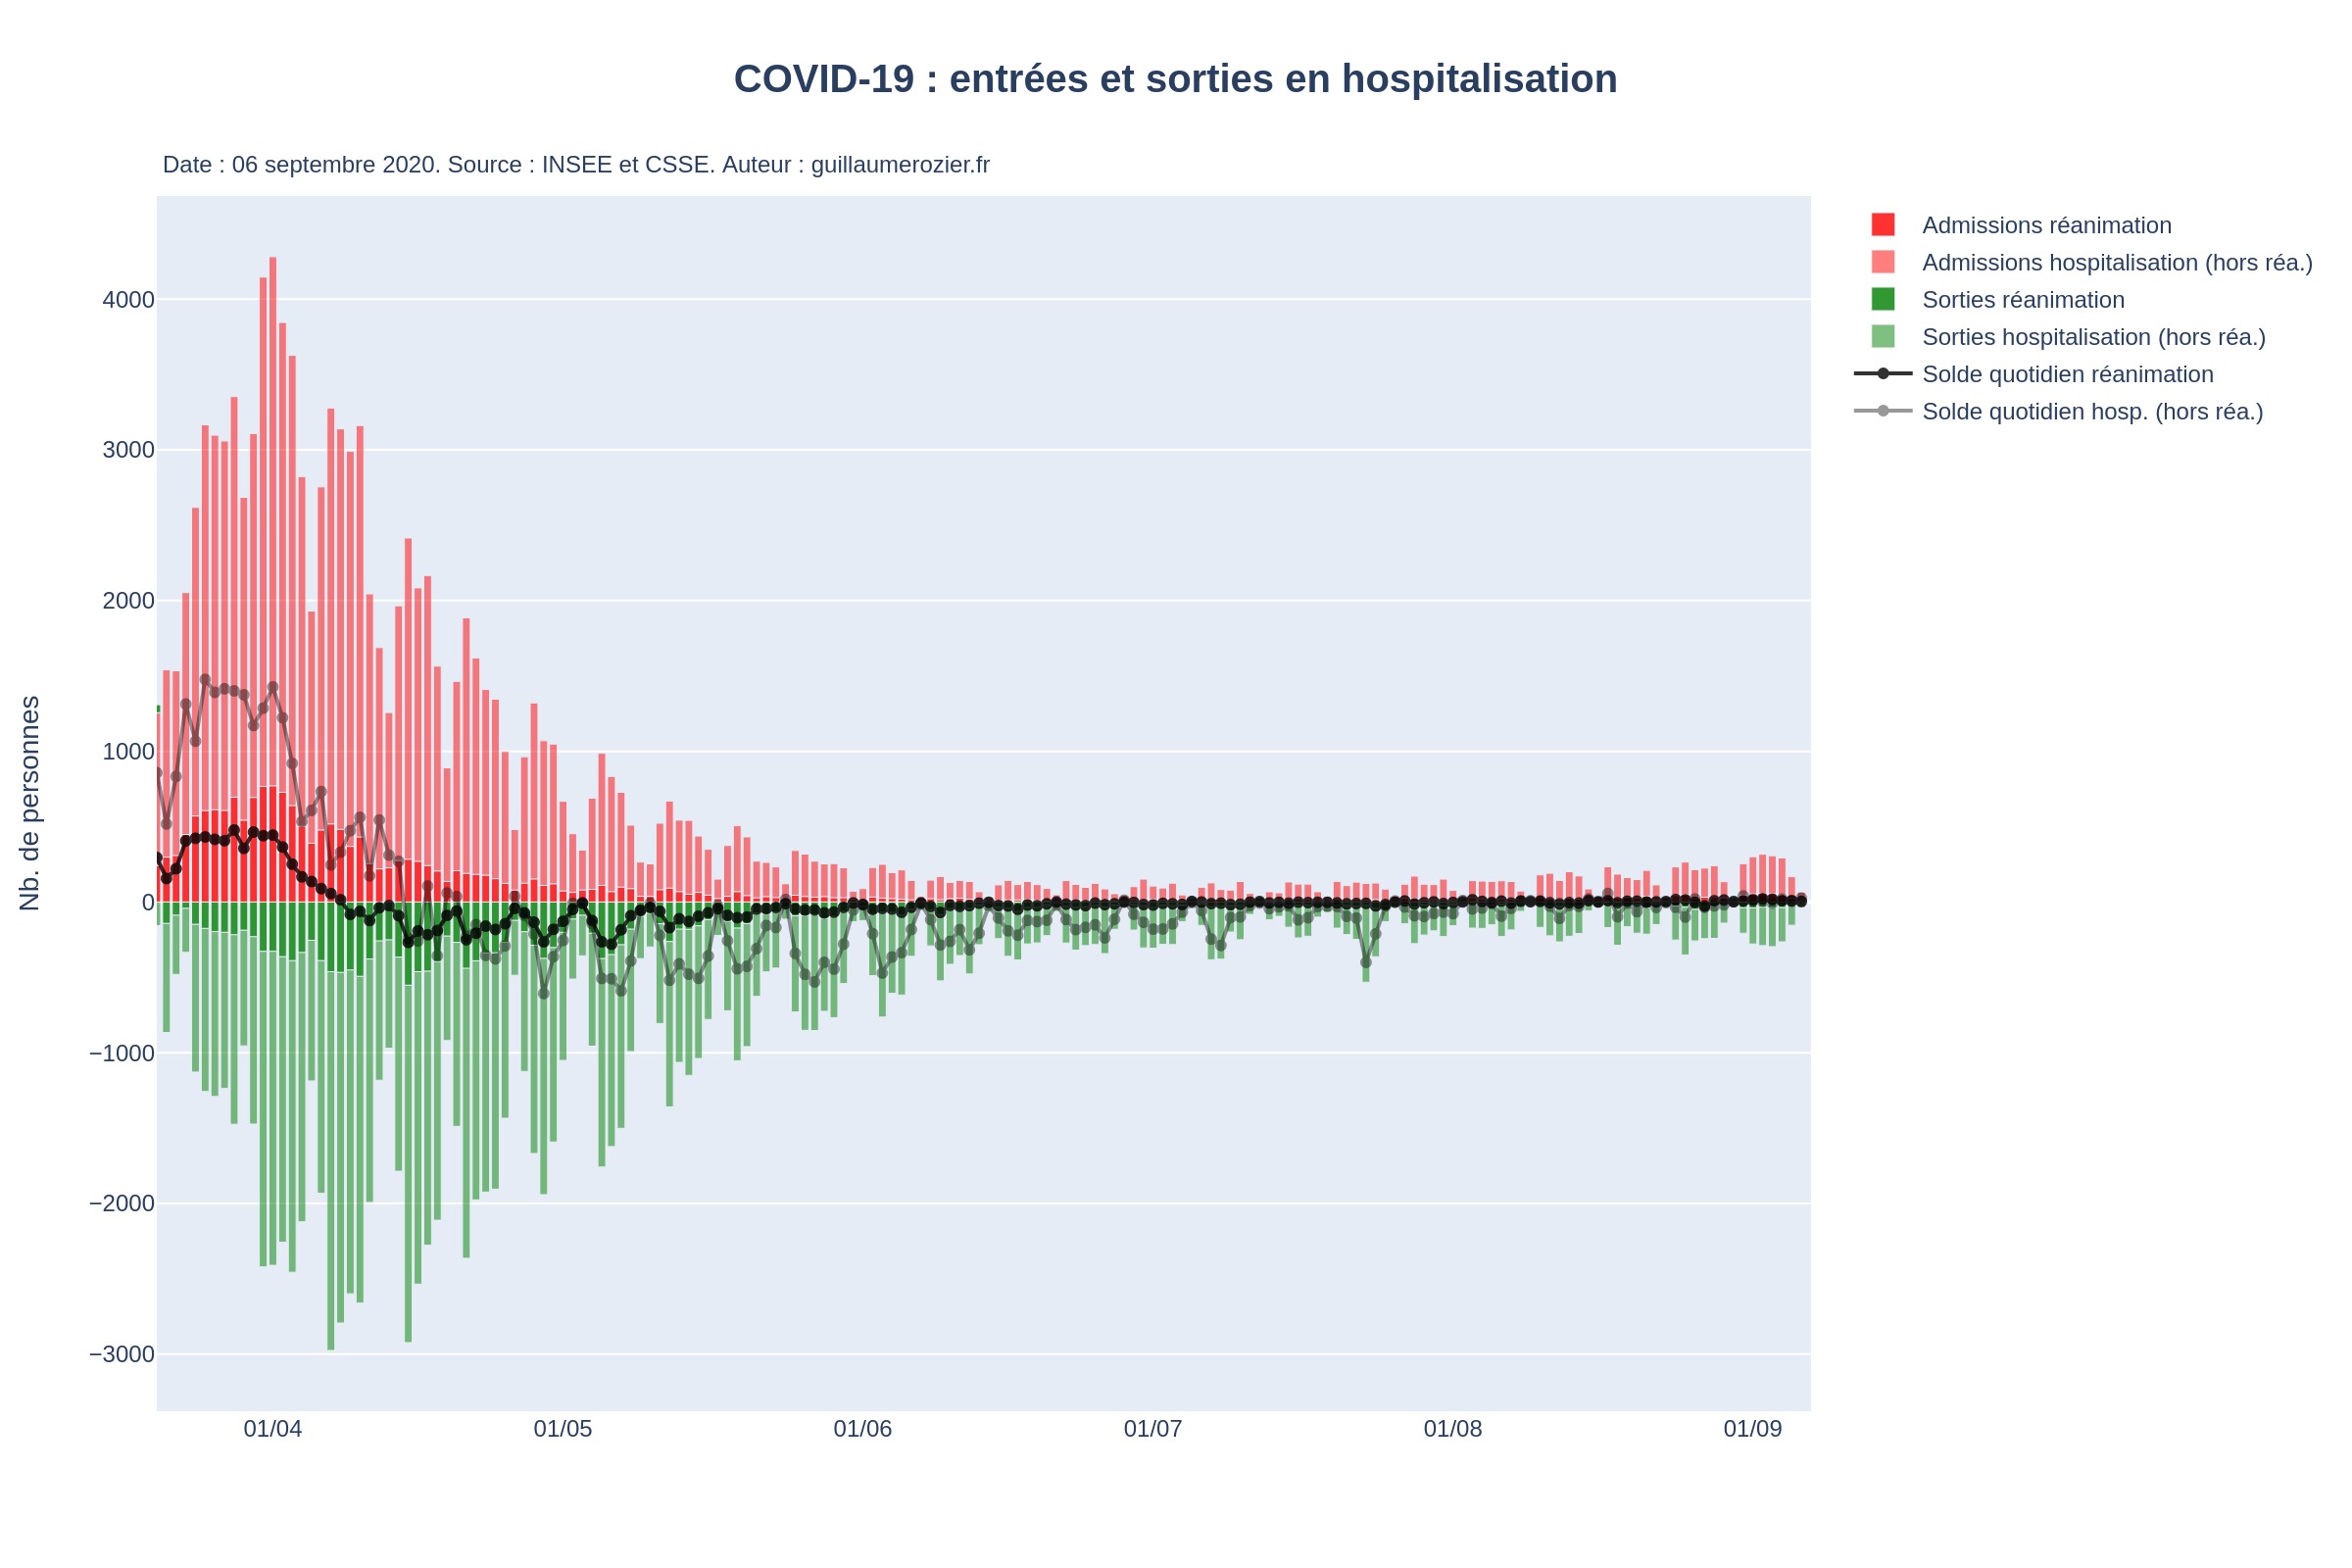 COVID-19 : entrées et sorties en hospitalisation
Date : 06 septembre 2020. Source : INSEE et CSSE. Auteur : guillaumerozier.fr
Admissions réanimation
Admissions hospitalisation (hors réa.)
Sorties réanimation
Sorties hospitalisation (hors réa.)
Solde quotidien réanimation
Solde quotidien hosp. (hors réa.)
Nb. de personnes
4000
3000
2000
1000
0
−1000
−2000
−3000
01/04
01/05
01/06
01/07
01/08
01/09